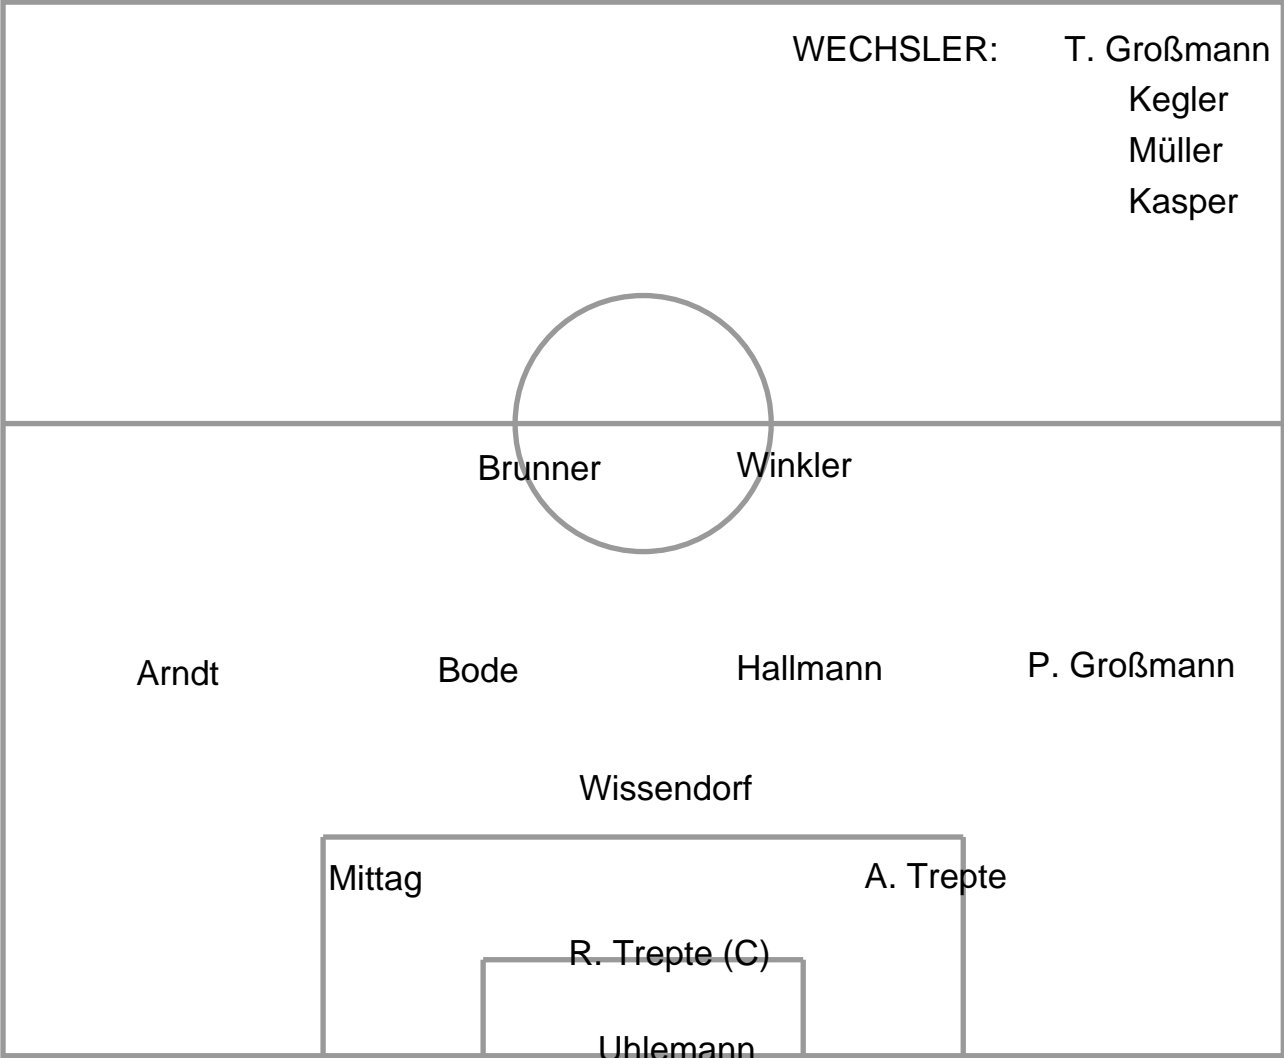 WECHSLER: T. Großmann
Kegler
Müller
Kasper
Brunner Winkler
Arndt Bode Hallmann P. Großmann
Wissendorf
Mittag A. Trepte
R. Trepte (C)
Uhlemann